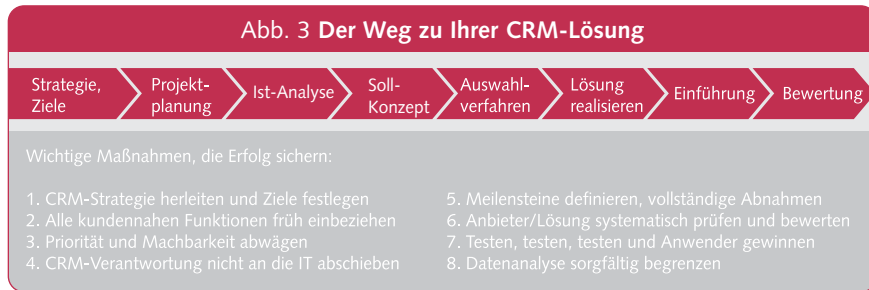 Abb. 3 Der Weg zu Ihrer CRM-Lösung
Strategie,
Ziele
Projekt-
planung
Ist-Analyse
Soll-
Konzept
Auswahl-
verfahren
Lösung
realisieren
Einführung
Bewertung
Wichtige Maßnahmen, die Erfolg sichern:
1. CRM-Strategie herleiten und Ziele festlegen
2. Alle kundennahen Funktionen früh einbeziehen
3. Priorität und Machbarkeit abwägen
4. CRM-Verantwortung nicht an die IT abschieben
5. Meilensteine definieren, vollständige Abnahmen
6. Anbieter/Lösung systematisch prüfen und bewerten
7. Testen, testen, testen und Anwender gewinnen
8. Datenanalyse sorgfältig begrenzen